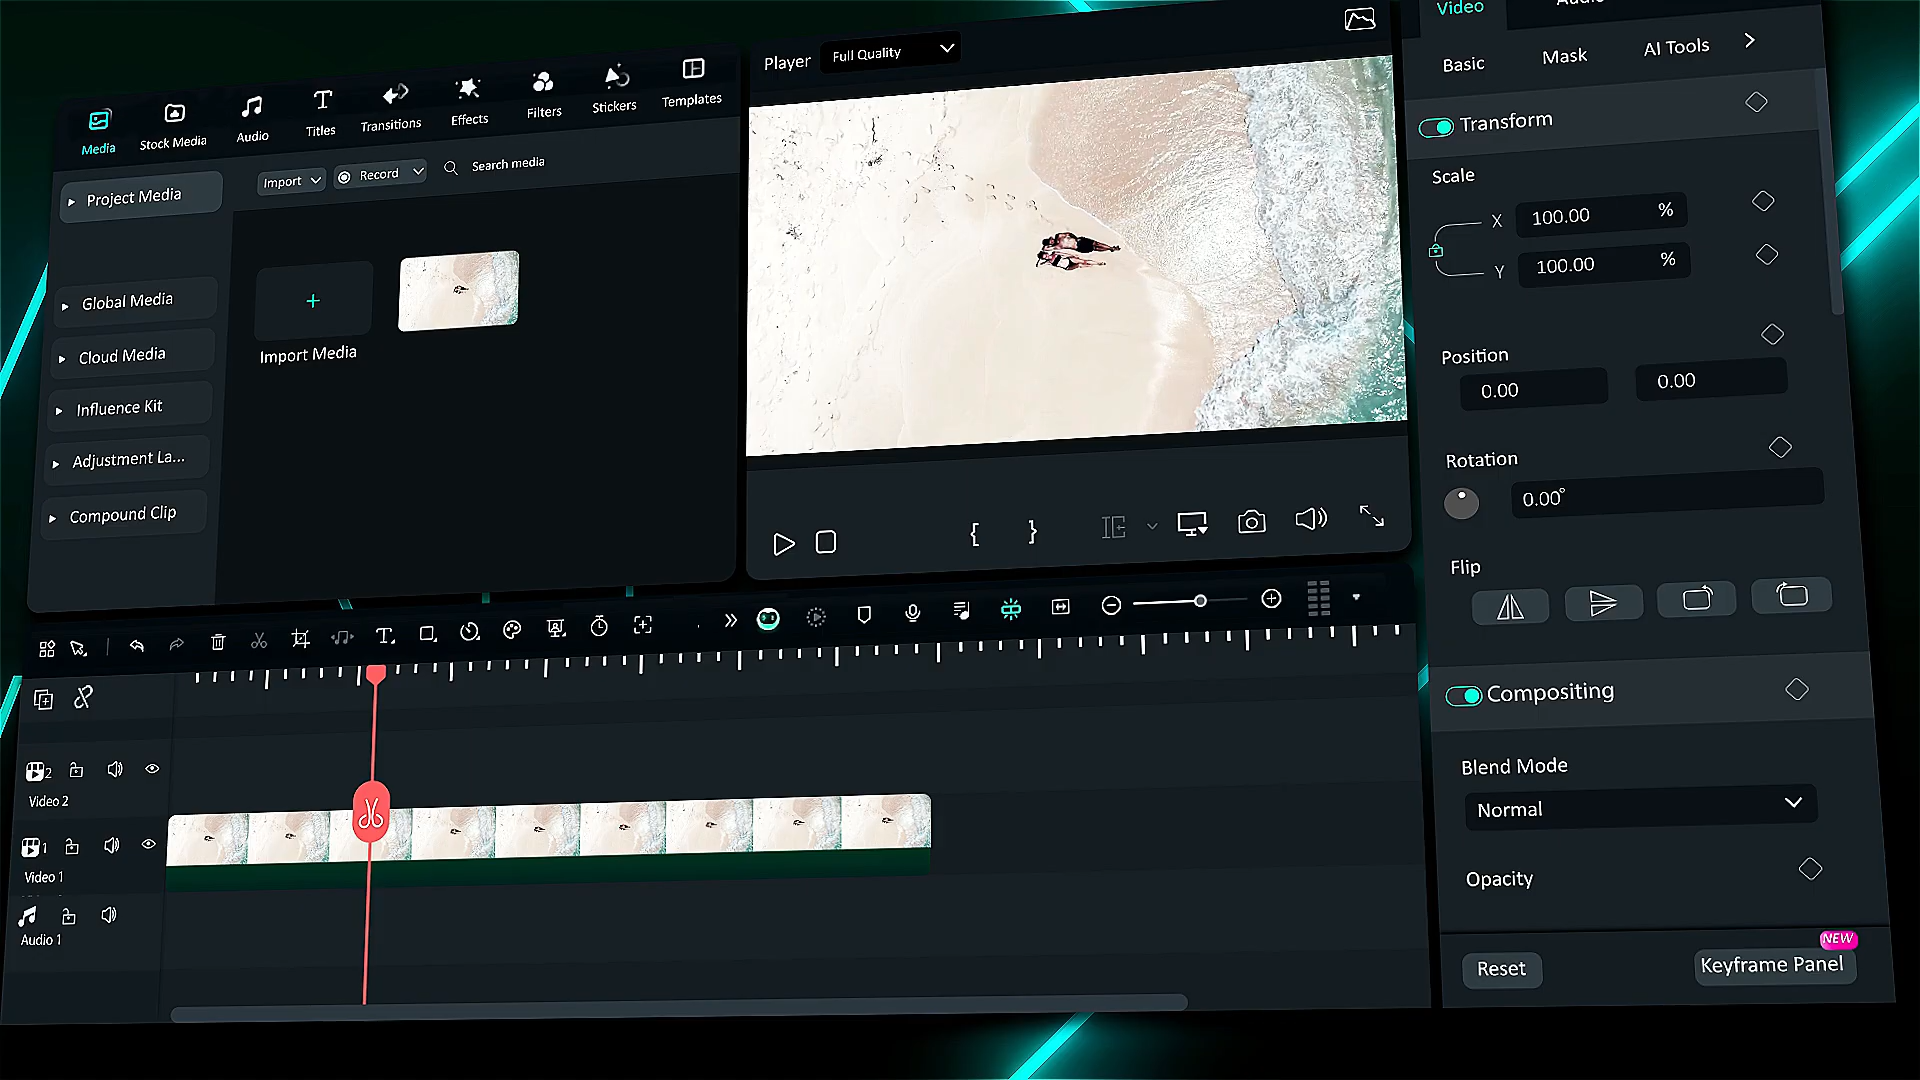 Media
Stock Media
Audio
Titles
Transitions
Effects
Filters
Stickers
Templates
Project Media
Global Media
Cloud Media
Influence Kit
Adjustment La...
Compound Clip
Import
Record
Search media
Import Media
Player
Full Quality
Video
Audio
Basic
Mask
AI Tools
Transform
Scale
X 100.00 %
Y 100.00 %
Position
0.00 0.00
Rotation
0.00°
Flip
Compositing
Blend Mode
Normal
Opacity
Reset
NEW
Keyframe Panel
2
Video 2
1
Video 1
Audio 1